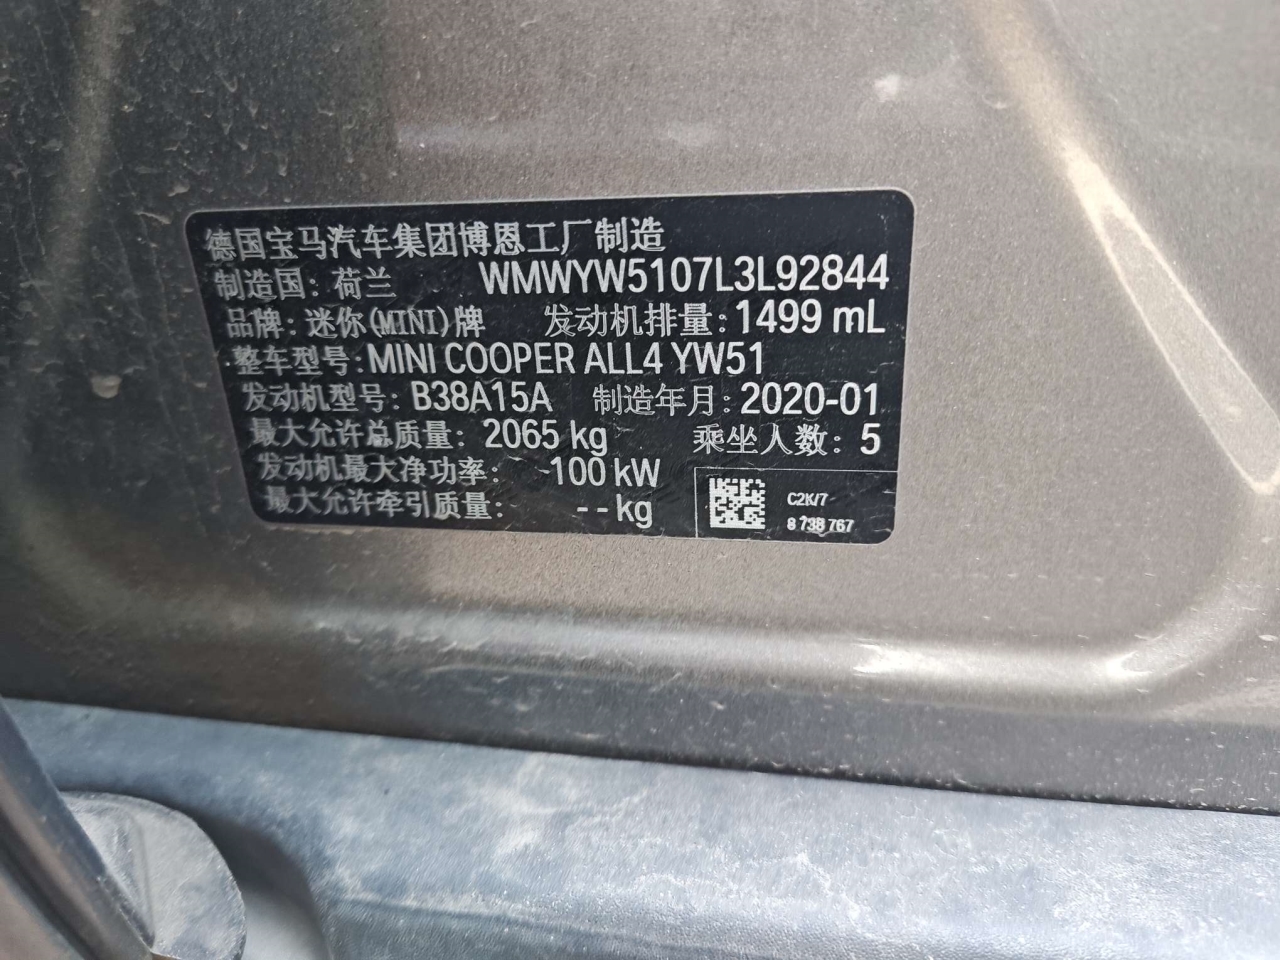 德国宝马汽车集团博恩工厂制造
制造国: 荷兰 WMWYW5107L3L92844
品牌: 迷你(MINI)牌 发动机排量: 1499 mL
整车型号: MINI COOPER ALL4 YW51
发动机型号: B38A15A 制造年月: 2020-01
最大允许总质量: 2065 kg 乘坐人数: 5
发动机最大净功率: 100 kW
最大允许牵引质量: -- kg
C2K/7
8 738 767